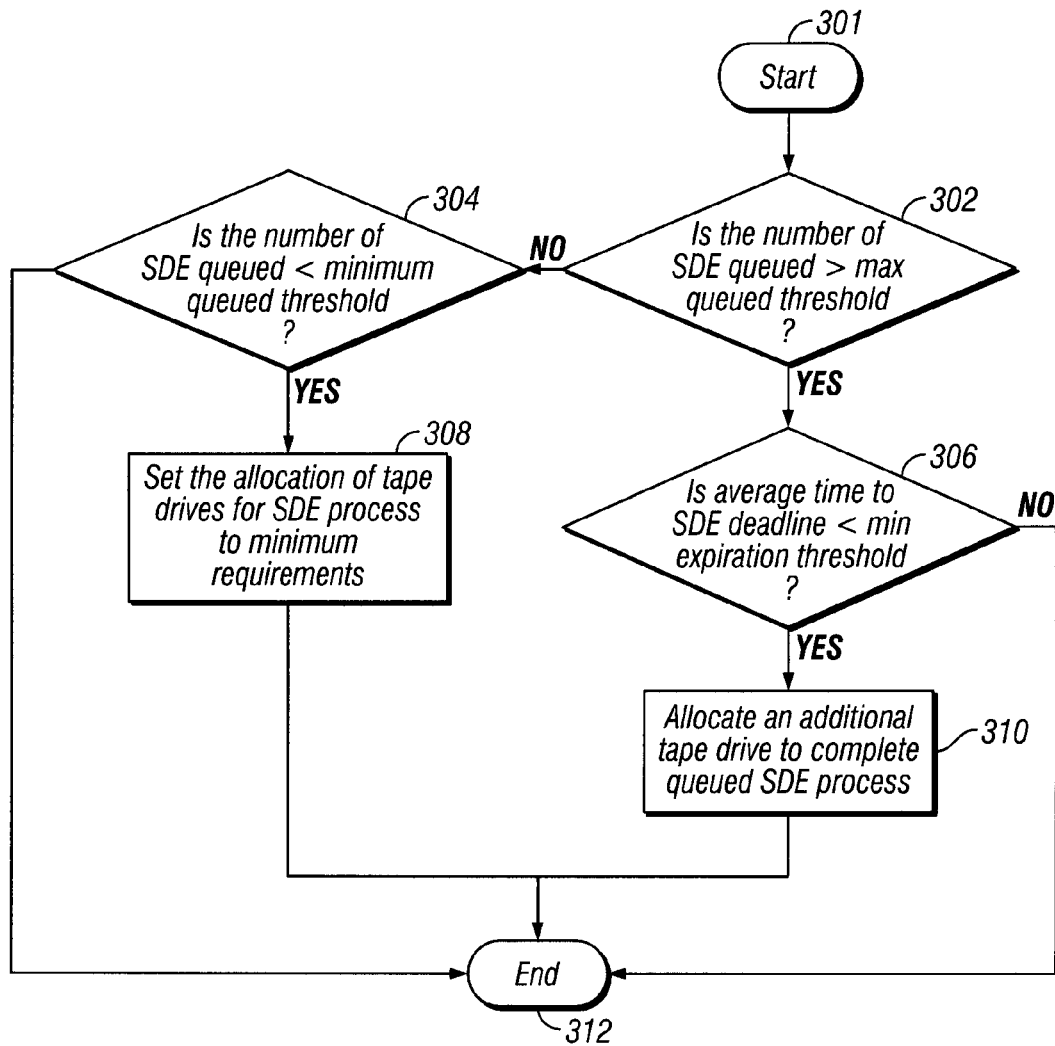 301
Start
302
Is the number of
SDE queued > max
queued threshold
?
NO
YES
304
Is the number of
SDE queued < minimum
queued threshold
?
YES
308
Set the allocation of tape
drives for SDE process
to minimum
requirements
306
Is average time to
SDE deadline < min
expiration threshold
?
NO
YES
Allocate an additional
tape drive to complete
queued SDE process
310
End
312